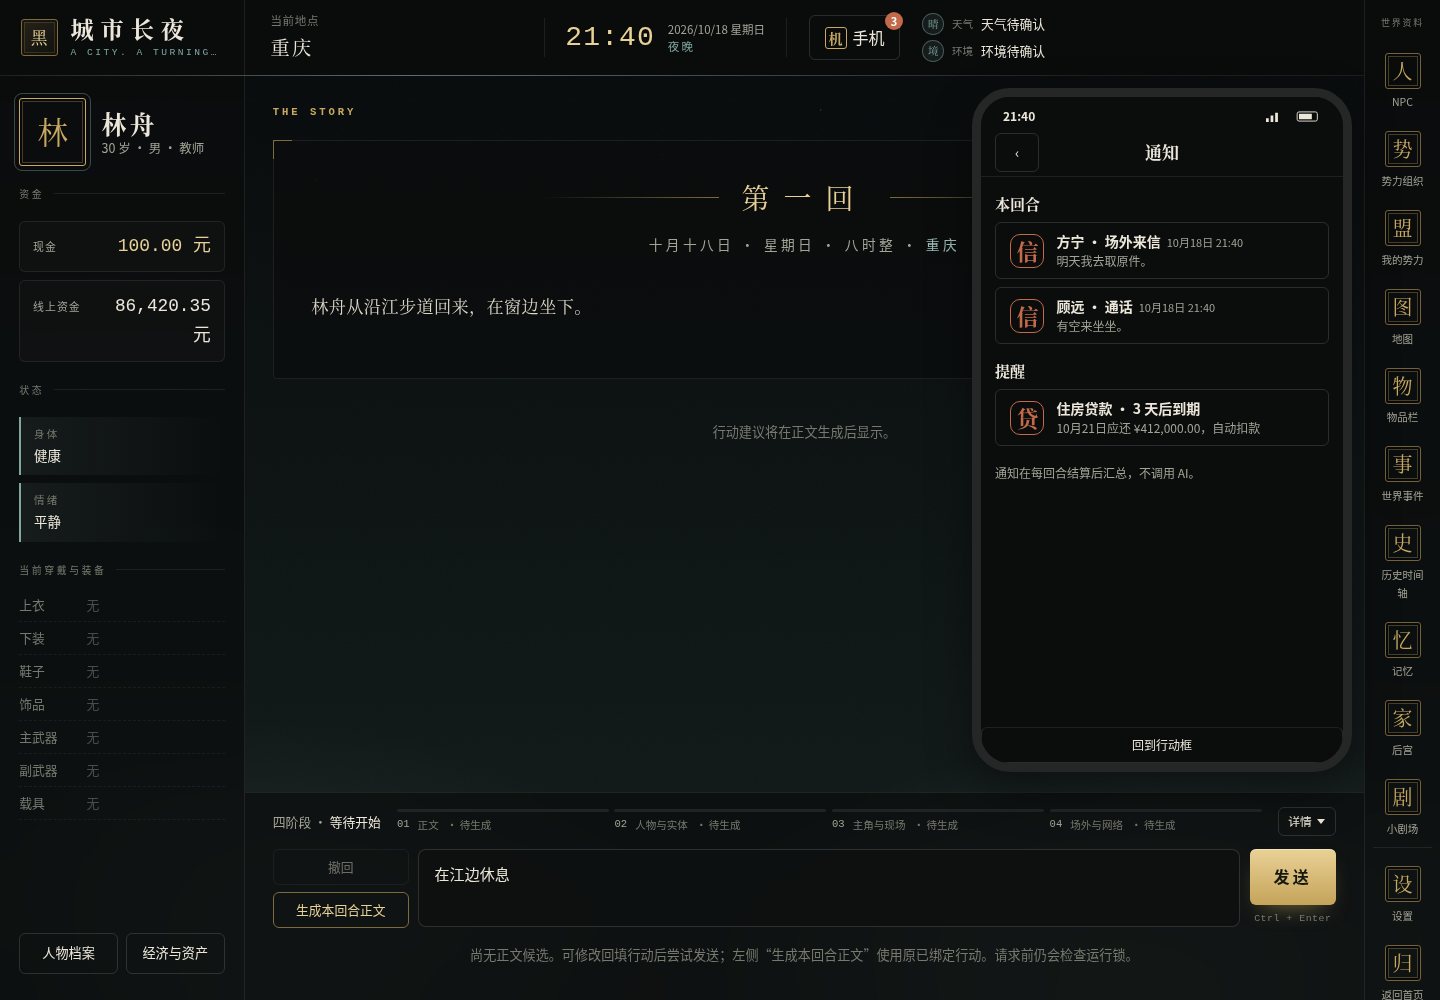 黑
城市长夜
A CITY. A TURNING…
当前地点
重庆
21:40
2026/10/18 星期日
夜晚
机 手机
3
晴 天气 天气待确认
境 环境 环境待确认
世界资料
人
NPC
势
势力组织
盟
我的势力
图
地图
物
物品栏
事
世界事件
史
历史时间轴
忆
记忆
家
后宫
剧
小剧场
设
设置
归
返回首页
林
林舟
30 岁 · 男 · 教师
资金
现金 100.00 元
线上资金 86,420.35
元
状态
身体
健康
情绪
平静
当前穿戴与装备
上衣 无
下装 无
鞋子 无
饰品 无
主武器 无
副武器 无
载具 无
人物档案
经济与资产
THE STORY
第一回
十月十八日 · 星期日 · 八时整 · 重庆
林舟从沿江步道回来，在窗边坐下。
行动建议将在正文生成后显示。
21:40
‹
通知
本回合
信
方宁 · 场外来信 10月18日 21:40
明天我去取原件。
信
顾远 · 通话 10月18日 21:40
有空来坐坐。
提醒
贷
住房贷款 · 3 天后到期
10月21日应还 ¥412,000.00，自动扣款
通知在每回合结算后汇总，不调用 AI。
回到行动框
四阶段 · 等待开始
01 正文 · 待生成
02 人物与实体 · 待生成
03 主角与现场 · 待生成
04 场外与网络 · 待生成
详情
撤回
生成本回合正文
在江边休息
发送
Ctrl + Enter
尚无正文候选。可修改回填行动后尝试发送；左侧“生成本回合正文”使用原已绑定行动。请求前仍会检查运行锁。